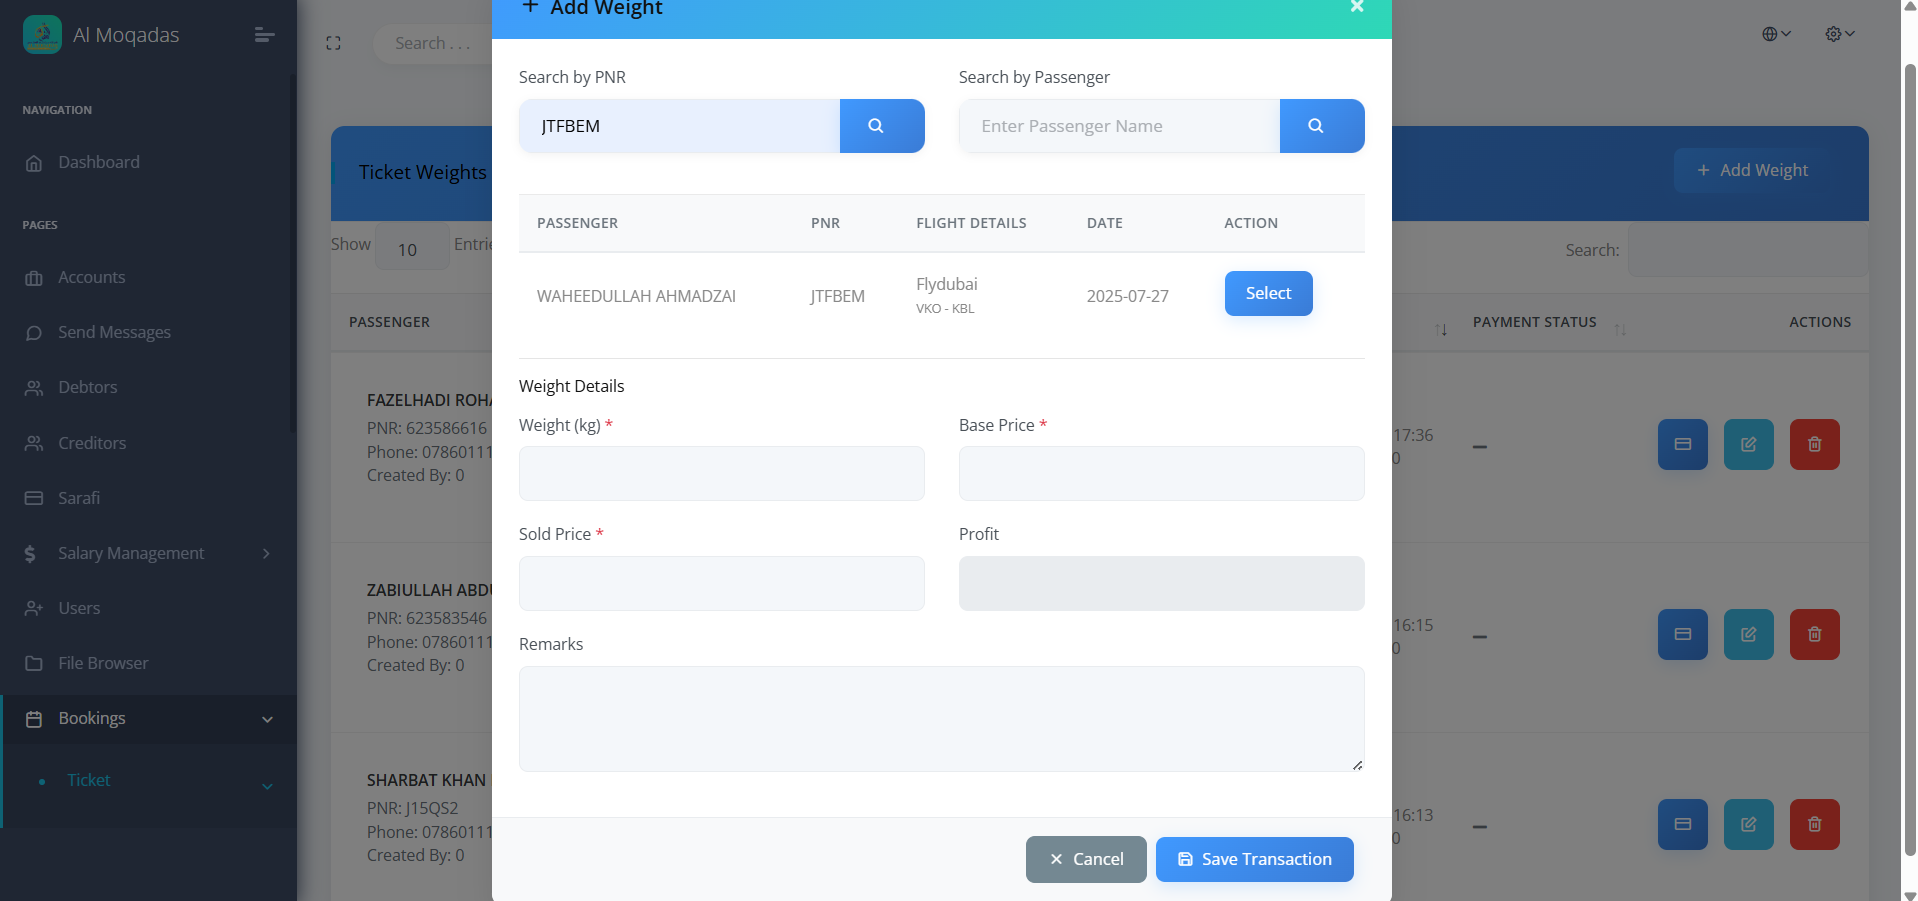 Al Moqadas
NAVIGATION
Dashboard
PAGES
Accounts
Send Messages
Debtors
Creditors
Sarafi
Salary Management
Users
File Browser
Bookings
Ticket
Search . . .
Ticket Weights
Add Weight
Show 10
Search:
PASSENGER
PAYMENT STATUS
ACTIONS
FAZELHADI
PNR: 623586616
Phone: 07860111
Created By: 0
17:36
0
ZABIULLAH
PNR: 623583546
Phone: 07860111
Created By: 0
16:15
0
SHARBAT KHAN
PNR: J15QS2
Phone: 07860111
Created By: 0
16:13
0
Add Weight
Search by PNR
Search by Passenger
JTFBEM
Enter Passenger Name
PASSENGER PNR FLIGHT DETAILS DATE ACTION
WAHEEDULLAH AHMADZAI JTFBEM Flydubai 2025-07-27 Select
VKO - KBL
Weight Details
Weight (kg) *
Base Price *
Sold Price *
Profit
Remarks
Cancel
Save Transaction